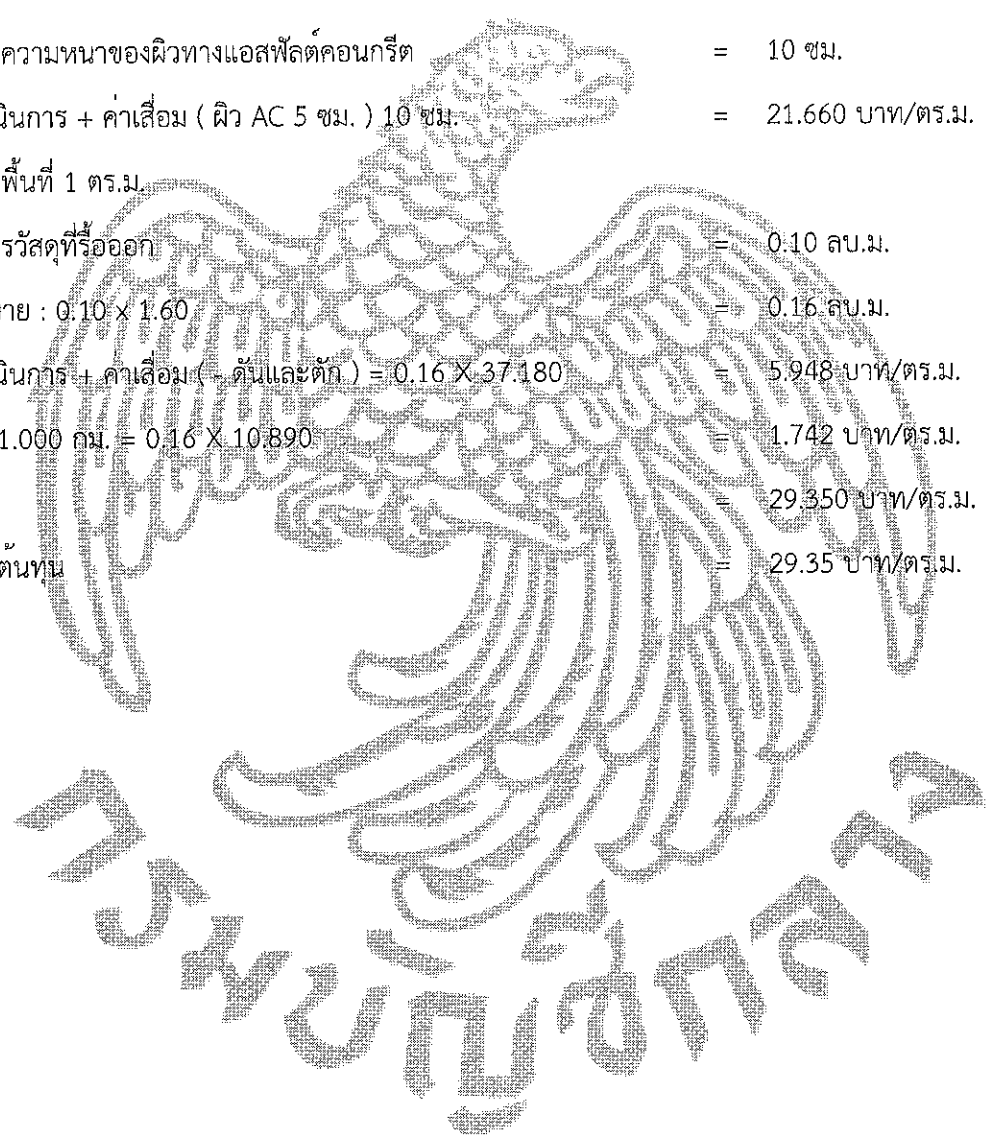 ความหนาของผิวทางแอสฟัลต์คอนกรีต = 10 ซม.
นินการ + ค่าเสื่อม ( ผิว AC 5 ซม. ) 10 ซม. = 21.660 บาท/ตร.ม.
พื้นที่ 1 ตร.ม.
รวัสดุที่รื้อออก = 0.10 ลบ.ม.
าย : 0.10 x 1.60 = 0.16 ลบ.ม.
นินการ + ค่าเสื่อม ( - ดันและตัก ) = 0.16 X 37.180 = 5.948 บาท/ตร.ม.
1.000 กม. = 0.16 X 10.890 = 1.742 บาท/ตร.ม.
= 29.350 บาท/ตร.ม.
ต้นทุน = 29.35 บาท/ตร.ม.